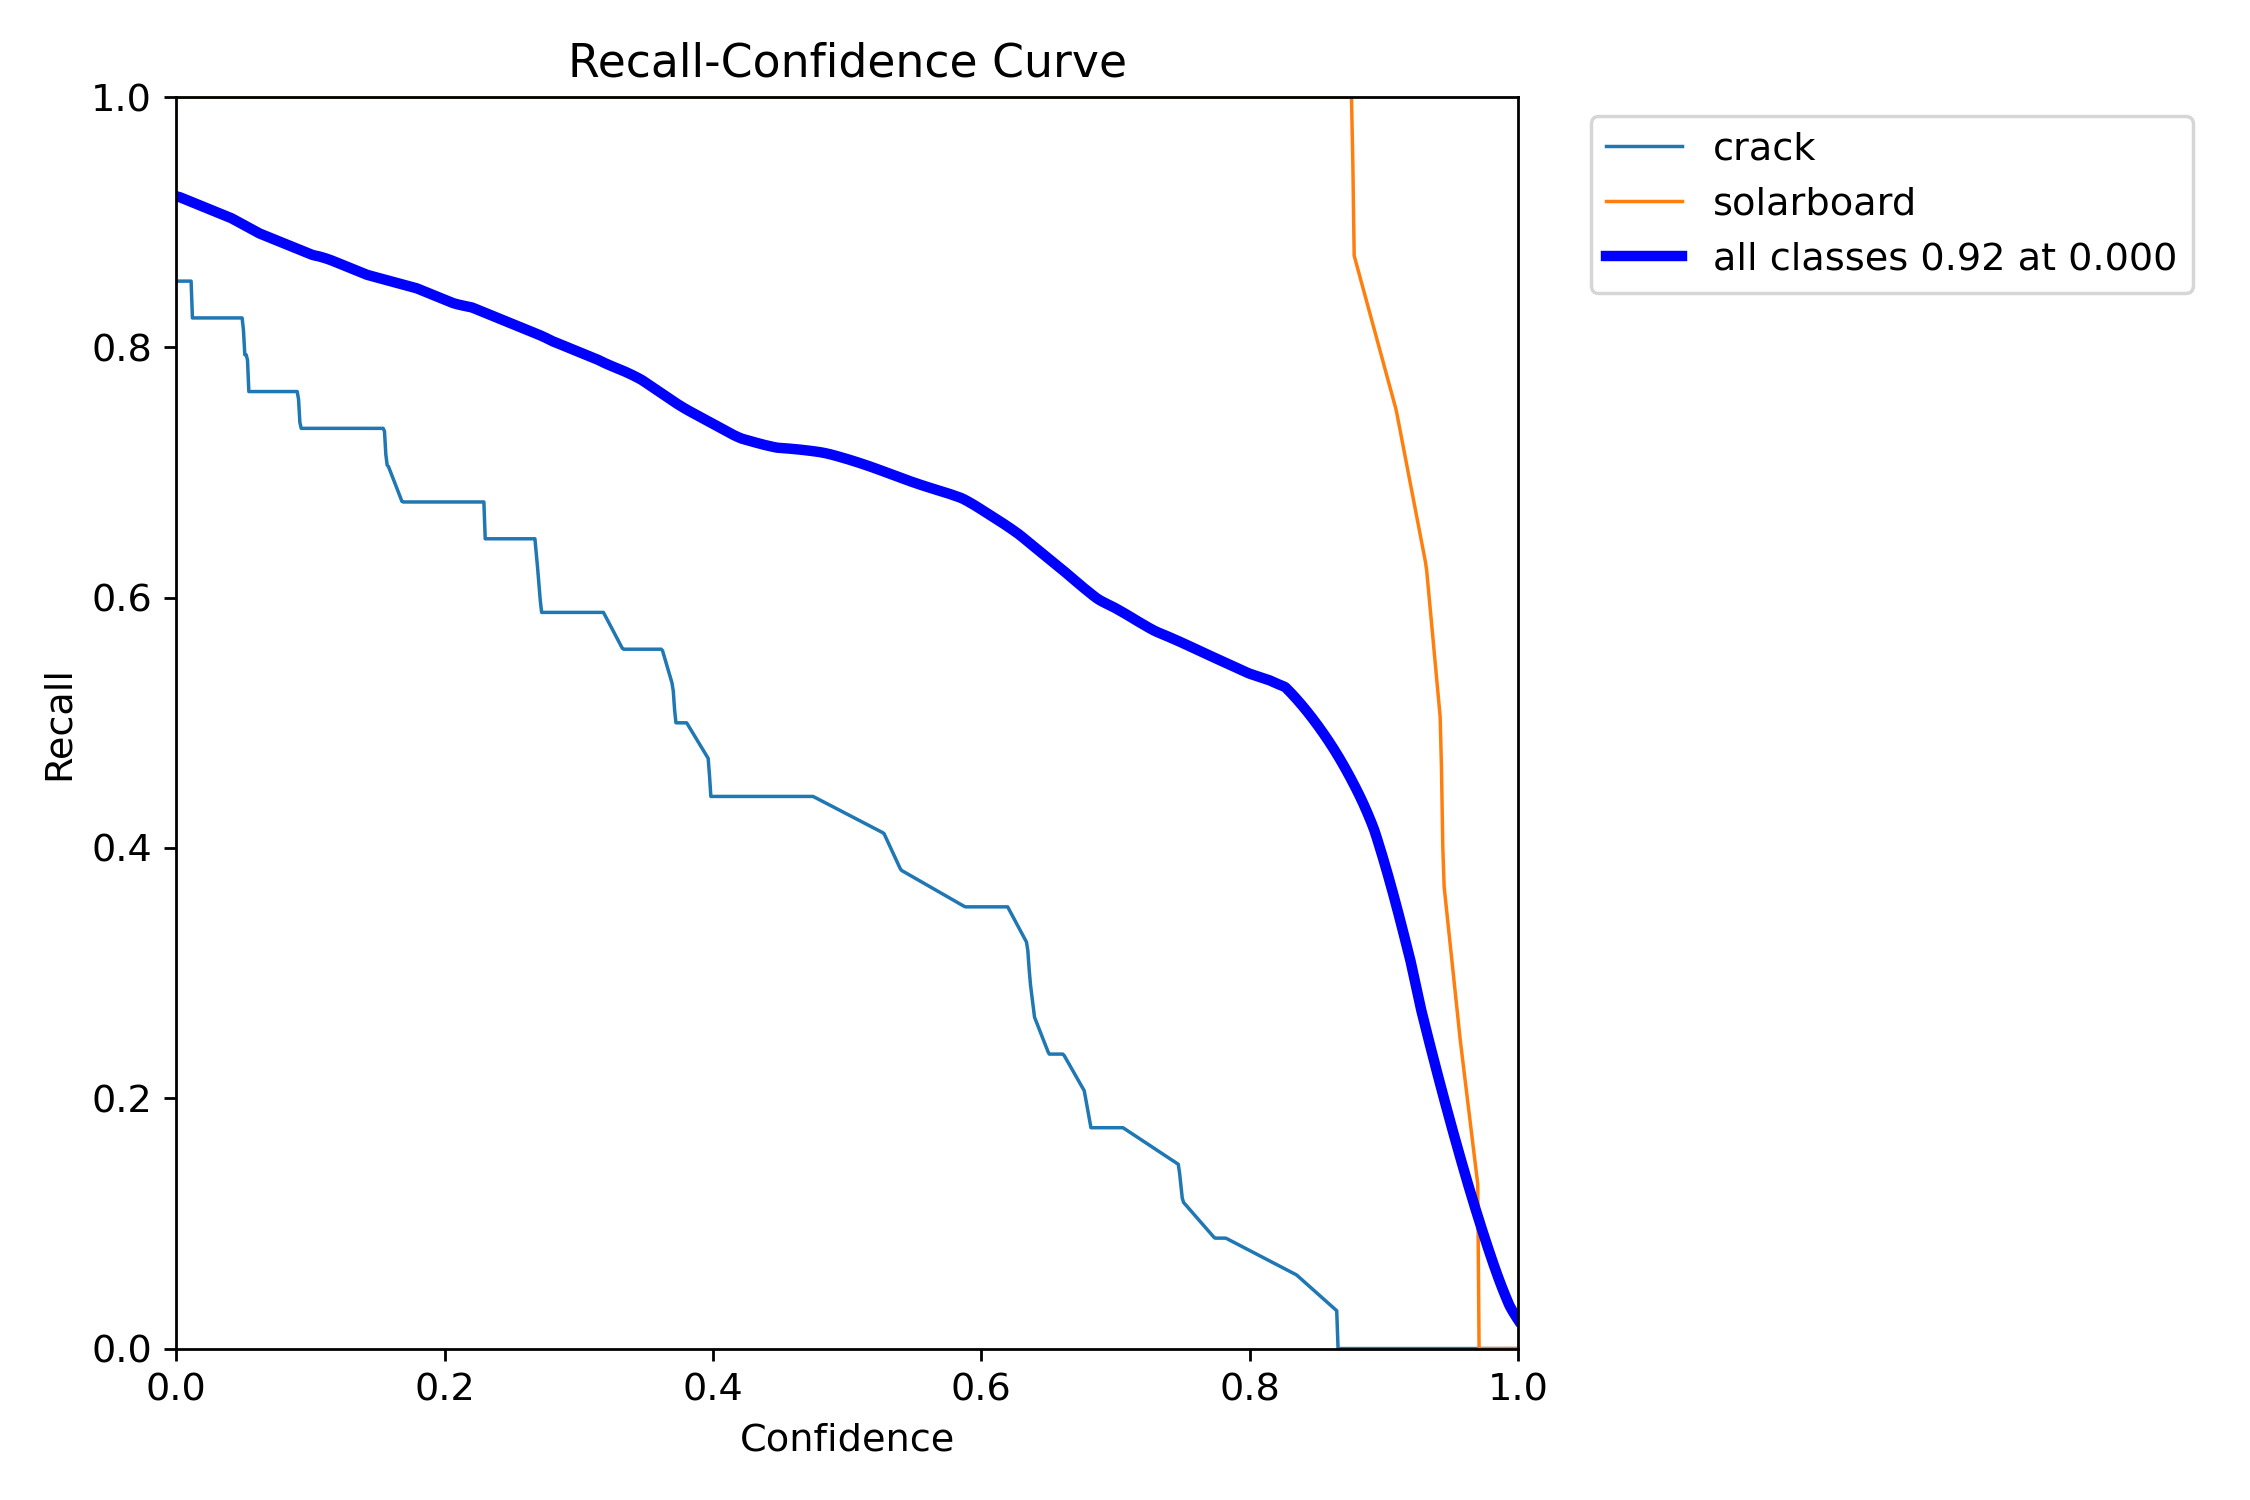 Recall-Confidence Curve
1.0
0.8
0.6
0.4
0.2
0.0
Recall
0.0 0.2 0.4 0.6 0.8 1.0
Confidence
crack
solarboard
all classes 0.92 at 0.000